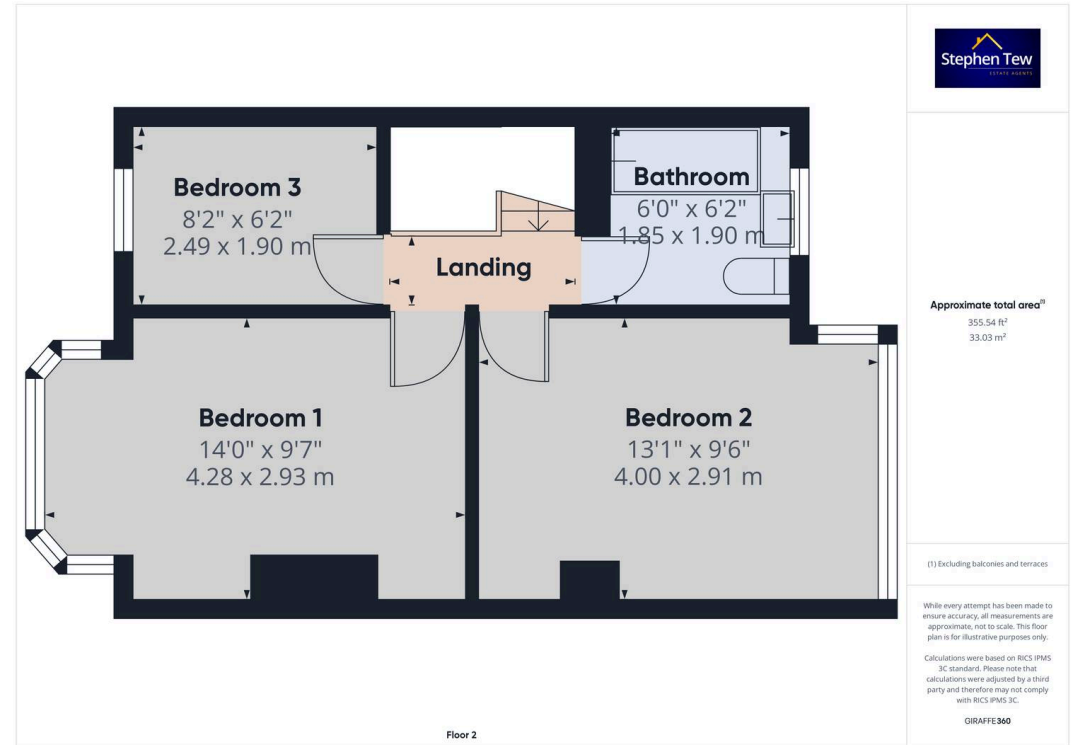 Bedroom 3
8'2" x 6'2"
2.49 x 1.90 m
Bathroom
6'0" x 6'2"
1.85 x 1.90 m
Landing
Bedroom 1
14'0" x 9'7"
4.28 x 2.93 m
Bedroom 2
13'1" x 9'6"
4.00 x 2.91 m
Floor 2
Stephen Tew
ESTATE AGENTS
Approximate total area(1)
355.54 ft²
33.03 m²
(1) Excluding balconies and terraces
While every attempt has been made to
ensure accuracy, all measurements are
approximate, not to scale. This floor
plan is for illustrative purposes only.
Calculations were based on RICS IPMS
3C standard. Please note that
calculations were adjusted by a third
party and therefore may not comply
with RICS IPMS 3C.
GIRAFFE360